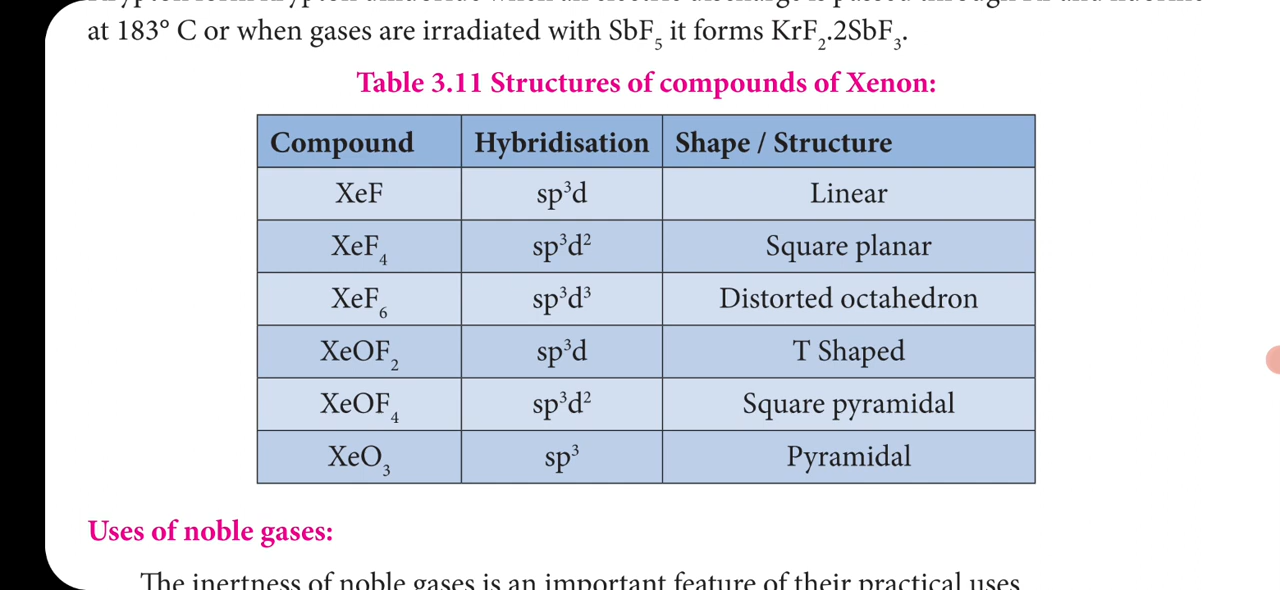 at 183° C or when gases are irradiated with SbF₅ it forms KrF₂.2SbF₃.
Table 3.11 Structures of compounds of Xenon:
Compound Hybridisation Shape / Structure
XeF sp³d Linear
XeF₄ sp³d² Square planar
XeF₆ sp³d³ Distorted octahedron
XeOF₂ sp³d T Shaped
XeOF₄ sp³d² Square pyramidal
XeO₃ sp³ Pyramidal
Uses of noble gases:
The inertness of noble gases is an important feature of their practical uses